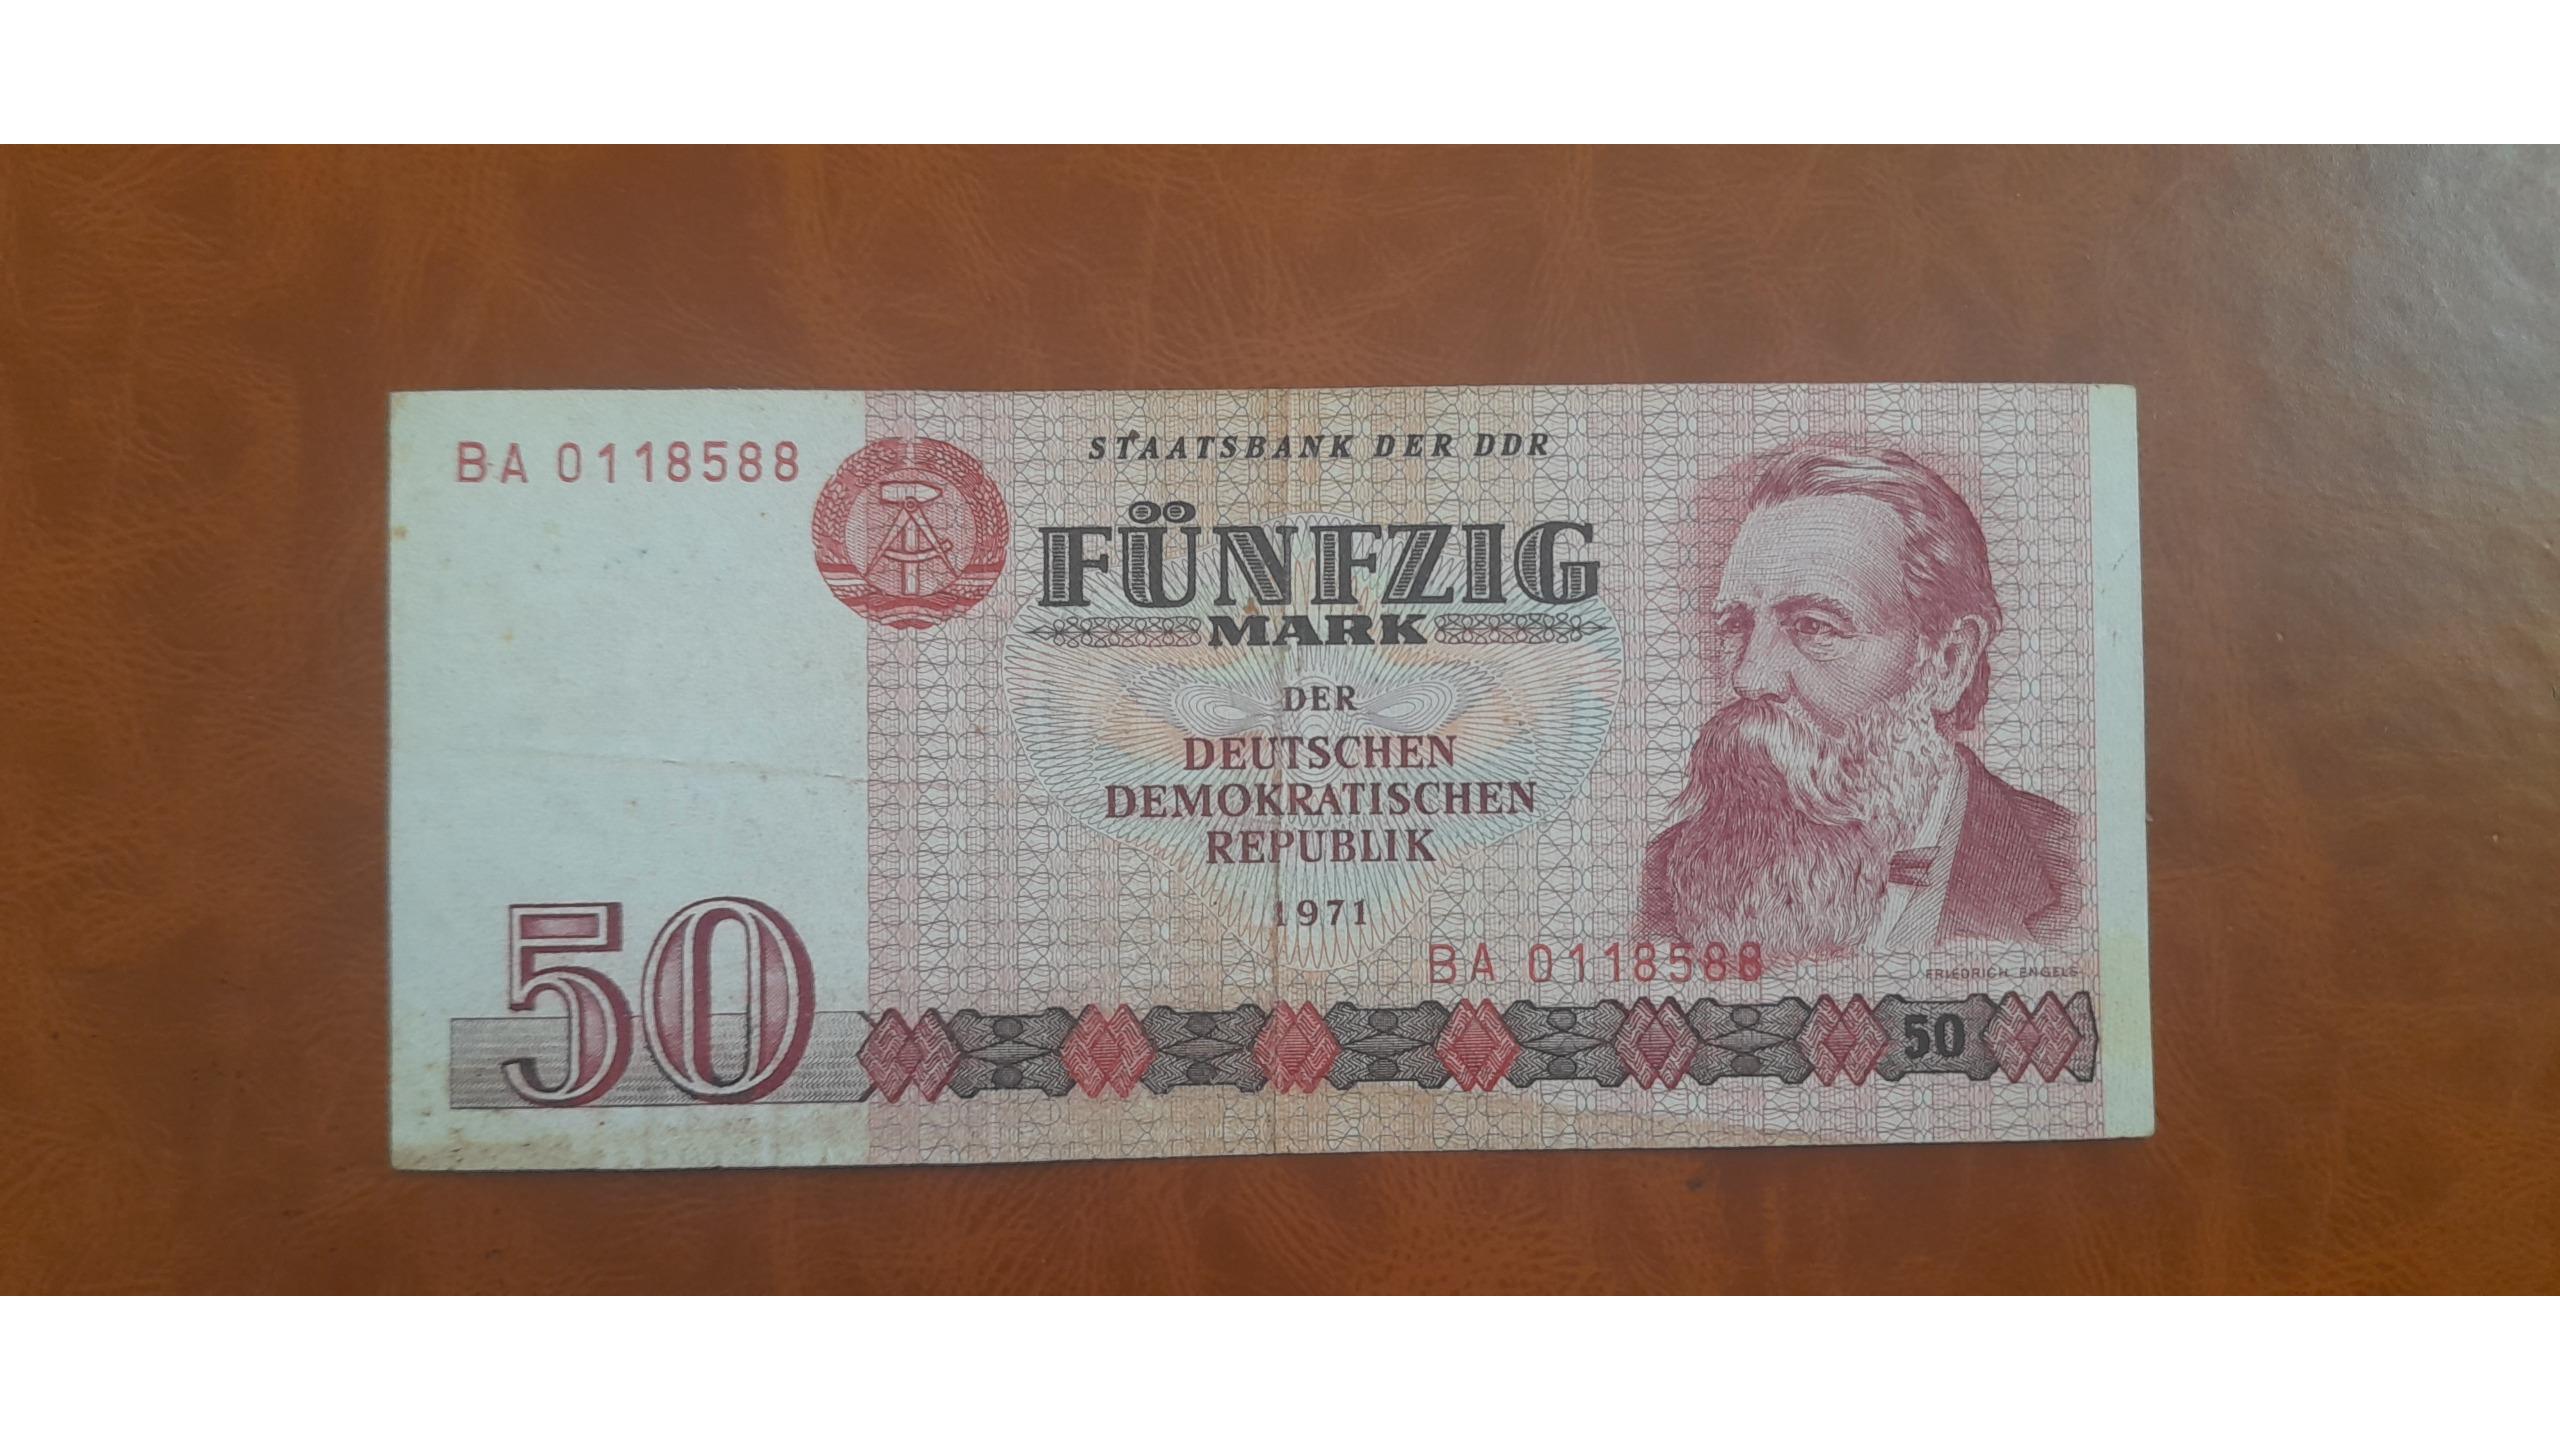 BA 0118588
STAATSBANK DER DDR
FÜNFZIG
MARK
DER
DEUTSCHEN
DEMOKRATISCHEN
REPUBLIK
1971
BA 0118588
FRIEDRICH ENGELS
50
50